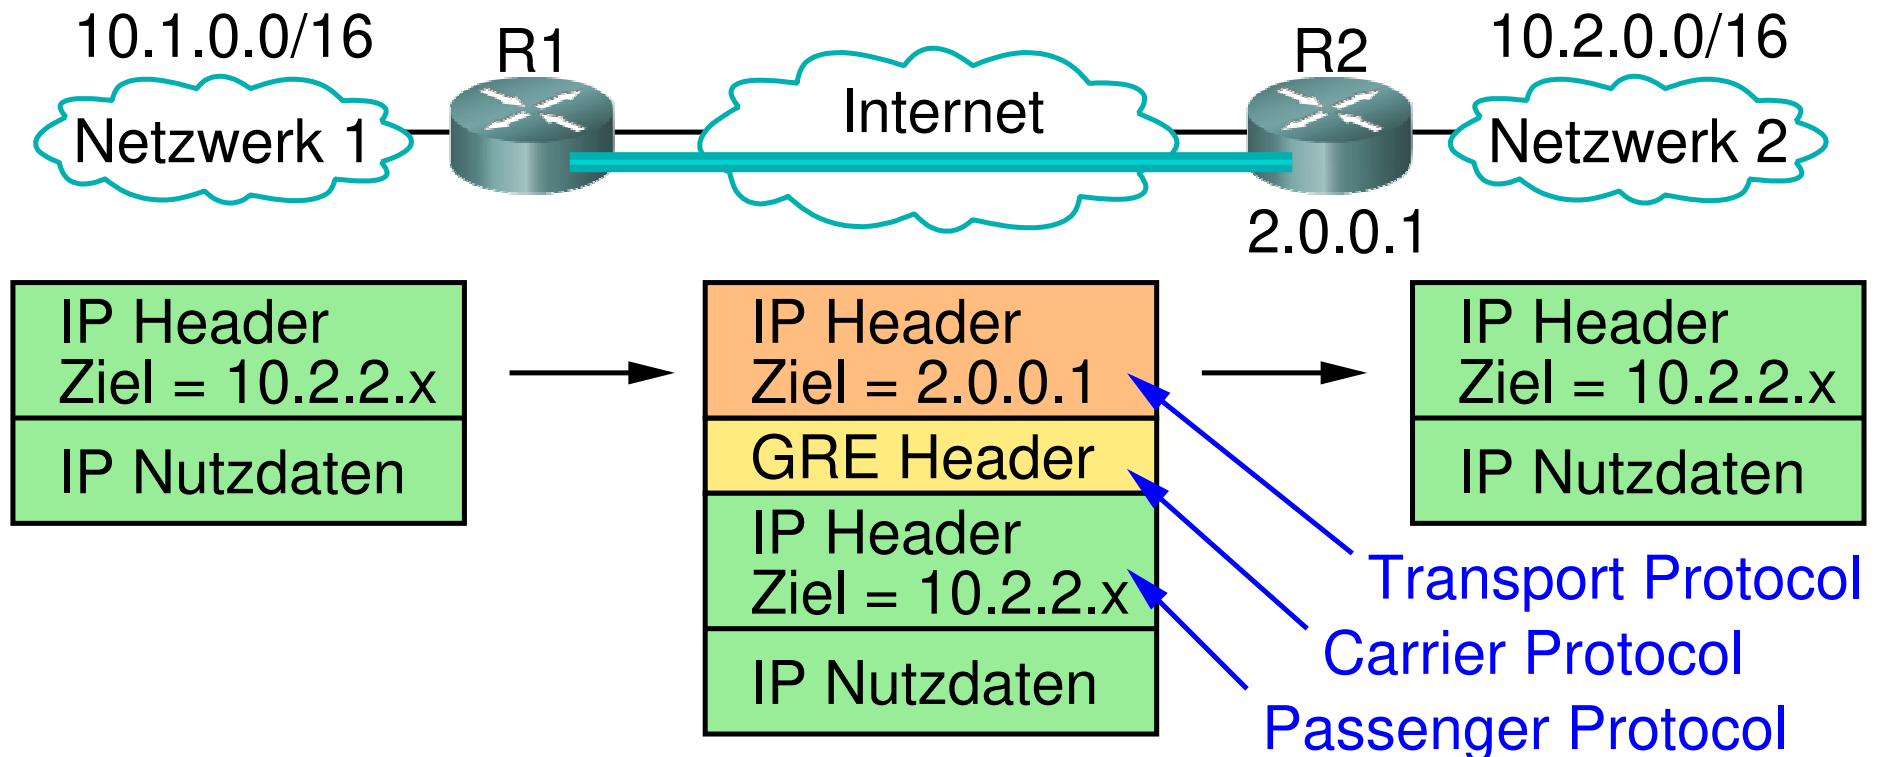 10.1.0.0/16
R1
R2
10.2.0.0/16
Netzwerk 1
Internet
Netzwerk 2
2.0.0.1
IP Header
Ziel = 10.2.2.x
IP Nutzdaten
IP Header
Ziel = 2.0.0.1
GRE Header
IP Header
Ziel = 10.2.2.x
IP Nutzdaten
IP Header
Ziel = 10.2.2.x
IP Nutzdaten
Transport Protocol
Carrier Protocol
Passenger Protocol